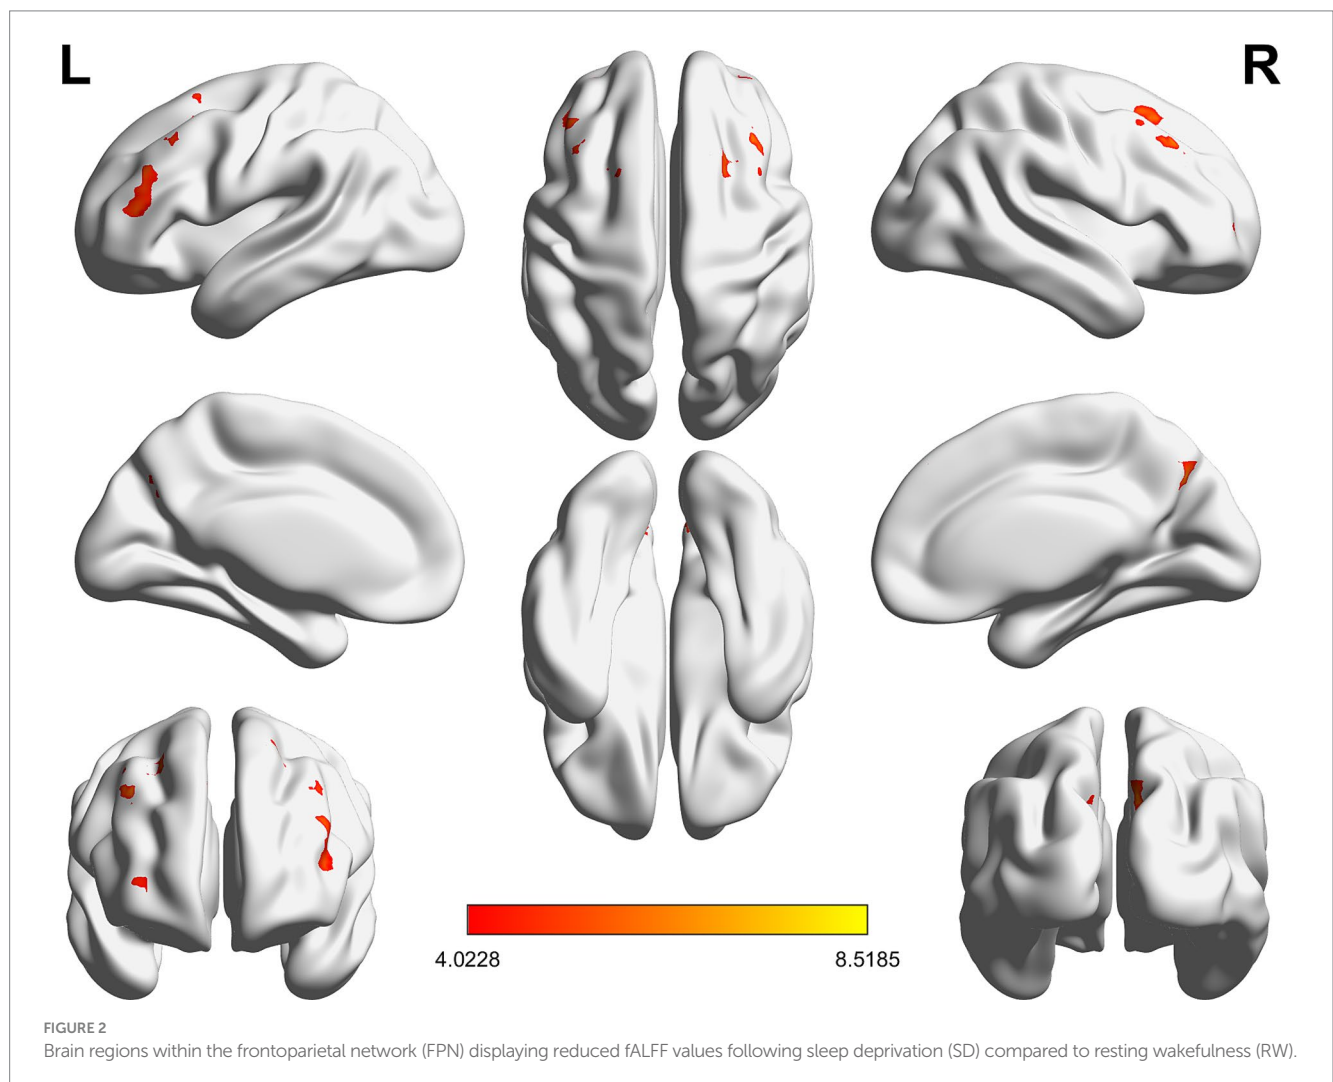 L
R
4.0228
8.5185
FIGURE 2
Brain regions within the frontoparietal network (FPN) displaying reduced fALFF values following sleep deprivation (SD) compared to resting wakefulness (RW).